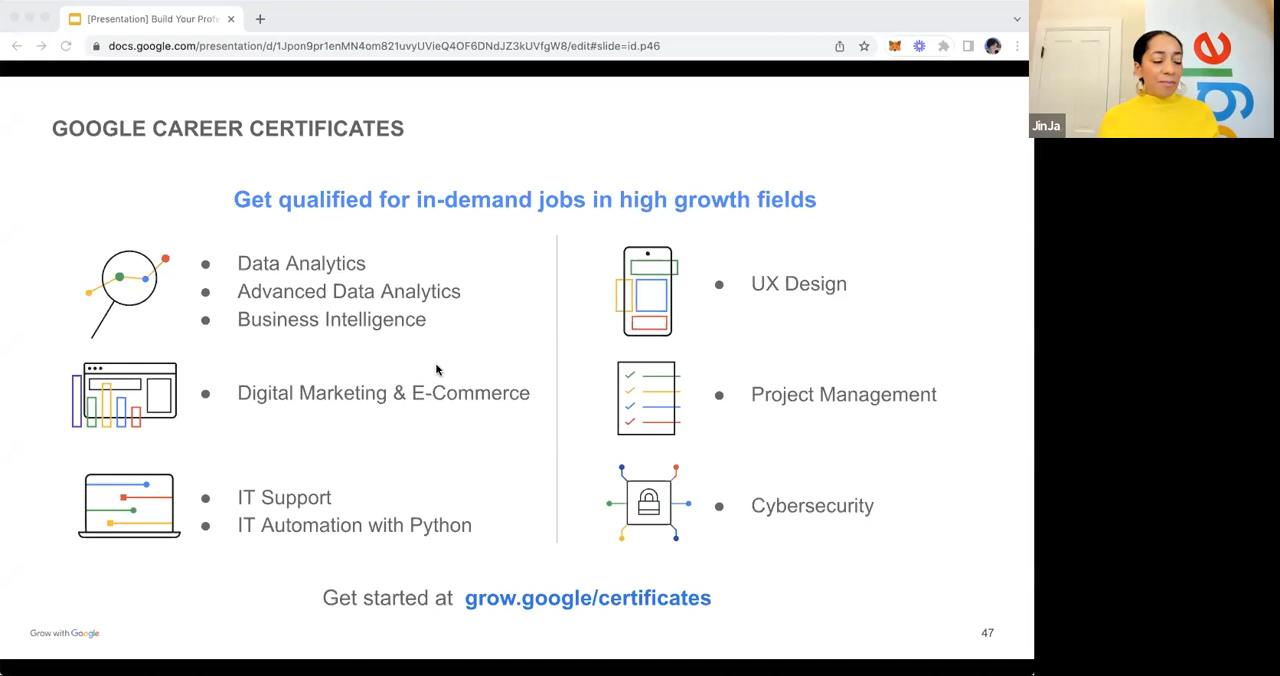 [Presentation] Build Your Profe
docs.google.com/presentation/d/1Jpon9pr1enMN4om821uvyUVieQ4OF6DNdJZ3kUVfgW8/edit#slide=id.p46
GOOGLE CAREER CERTIFICATES
Get qualified for in-demand jobs in high growth fields
Data Analytics
Advanced Data Analytics
Business Intelligence
Digital Marketing & E-Commerce
IT Support
IT Automation with Python
UX Design
Project Management
Cybersecurity
Get started at grow.google/certificates
Grow with Google
47
JinJa
gle